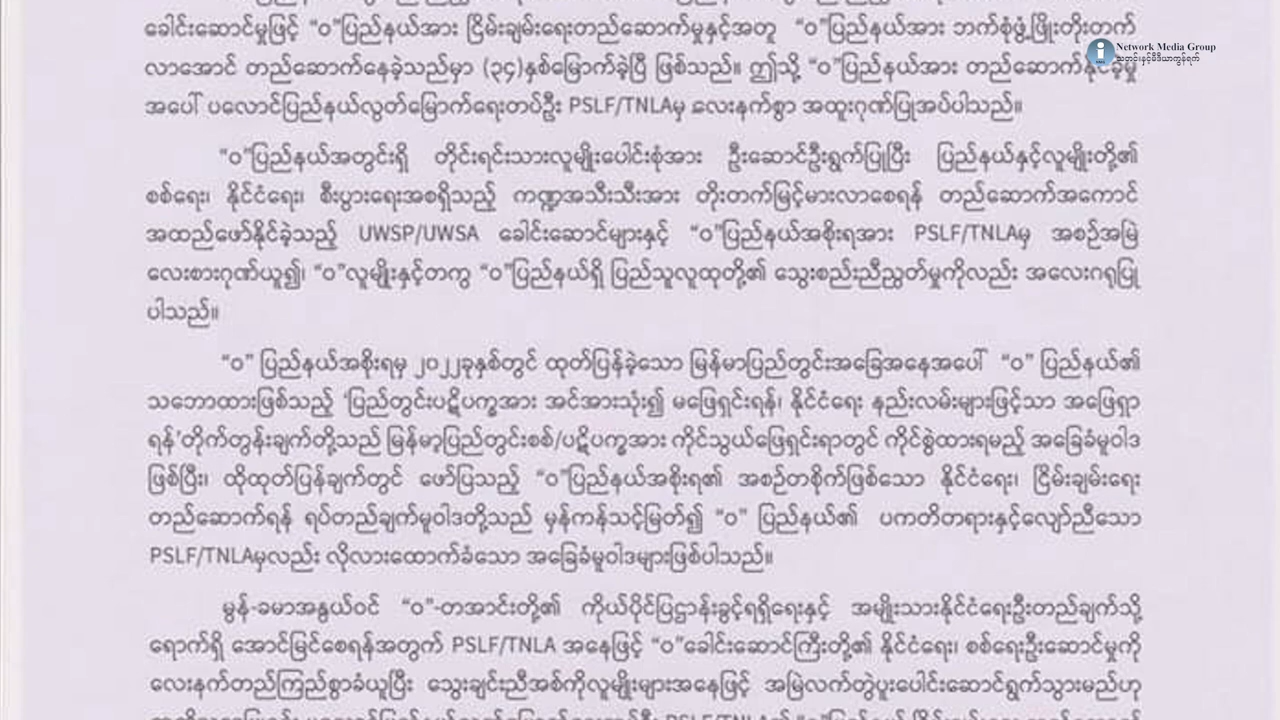 ခေါင်းဆောင်မှုဖြင့် “ဝ”ပြည်နယ်အား ငြိမ်းချမ်းရေးတည်ဆောက်မှုနှင့်အတူ “ဝ”ပြည်နယ်အား ဘက်စုံဖွံ့ဖြိုးတိုးတက်
Network Media Group
သတင်းနှင့်မီဒီယာကွန်ရက်
လာအောင် တည်ဆောက်နေခဲ့သည်မှာ (၃၄)နှစ်မြောက်ခဲ့ပြီ ဖြစ်သည်။ ဤသို့ “ဝ”ပြည်နယ်အား တည်ဆောက်နိုင်ခဲ့မှု
အပေါ် ပလောင်ပြည်နယ်လွတ်မြောက်ရေးတပ်ဦး PSLF/TNLAမှ လေးနက်စွာ အထူးဂုဏ်ပြုအပ်ပါသည်။
“ဝ”ပြည်နယ်အတွင်းရှိ တိုင်းရင်းသားလူမျိုးပေါင်းစုံအား ဦးဆောင်ဦးရွက်ပြုပြီး ပြည်နယ်နှင့်လူမျိုးတို့၏
စစ်ရေး၊ နိုင်ငံရေး၊ စီးပွားရေးအစရှိသည့် ကဏ္ဍအသီးသီးအား တိုးတက်မြင့်မားလာစေရန် တည်ဆောက်အကောင်
အထည်ဖော်နိုင်ခဲ့သည့် UWSP/UWSA ခေါင်းဆောင်များနှင့် “ဝ”ပြည်နယ်အစိုးရအား PSLF/TNLAမှ အစဉ်အမြဲ
လေးစားဂုဏ်ယူ၍၊ “ဝ”လူမျိုးနှင့်တကွ “ဝ”ပြည်နယ်ရှိ ပြည်သူလူထုတို့၏ သွေးစည်းညီညွတ်မှုကိုလည်း အလေးဂရုပြု
ပါသည်။
“ဝ” ပြည်နယ်အစိုးရမှ ၂၀၂၂ခုနှစ်တွင် ထုတ်ပြန်ခဲ့သော မြန်မာပြည်တွင်းအခြေအနေအပေါ် “ဝ” ပြည်နယ်၏
သဘောထားဖြစ်သည့် ‘ပြည်တွင်းပဋိပက္ခအား အင်အားသုံး၍ မဖြေရှင်းရန်၊ နိုင်ငံရေး နည်းလမ်းများဖြင့်သာ အဖြေရှာ
ရန်’တိုက်တွန်းချက်တို့သည် မြန်မာ့ပြည်တွင်းစစ်/ပဋိပက္ခအား ကိုင်တွယ်ဖြေရှင်းရာတွင် ကိုင်စွဲထားရမည့် အခြေခံမူဝါဒ
ဖြစ်ပြီး၊ ထိုထုတ်ပြန်ချက်တွင် ဖော်ပြသည့် “ဝ”ပြည်နယ်အစိုးရ၏ အစဉ်တစိုက်ဖြစ်သော နိုင်ငံရေး၊ ငြိမ်းချမ်းရေး
တည်ဆောက်ရန် ရပ်တည်ချက်မူဝါဒတို့သည် မှန်ကန်သင့်မြတ်၍ “ဝ” ပြည်နယ်၏ ပကတိတရားနှင့်လျော်ညီသော
PSLF/TNLAမှလည်း လိုလားထောက်ခံသော အခြေခံမူဝါဒများဖြစ်ပါသည်။
မွန်-ခမာအနွယ်ဝင် “ဝ”-တအာင်းတို့၏ ကိုယ်ပိုင်ပြဌာန်းခွင့်ရရှိရေးနှင့် အမျိုးသားနိုင်ငံရေးဦးတည်ချက်သို့
ရောက်ရှိ အောင်မြင်စေရန်အတွက် PSLF/TNLA အနေဖြင့် “ဝ”ခေါင်းဆောင်ကြီးတို့၏ နိုင်ငံရေး၊ စစ်ရေးဦးဆောင်မှုကို
လေးနက်တည်ကြည်စွာခံယူပြီး သွေးချင်းညီအစ်ကိုလူမျိုးများအနေဖြင့် အမြဲလက်တွဲပူးပေါင်းဆောင်ရွက်သွားမည်ဟု